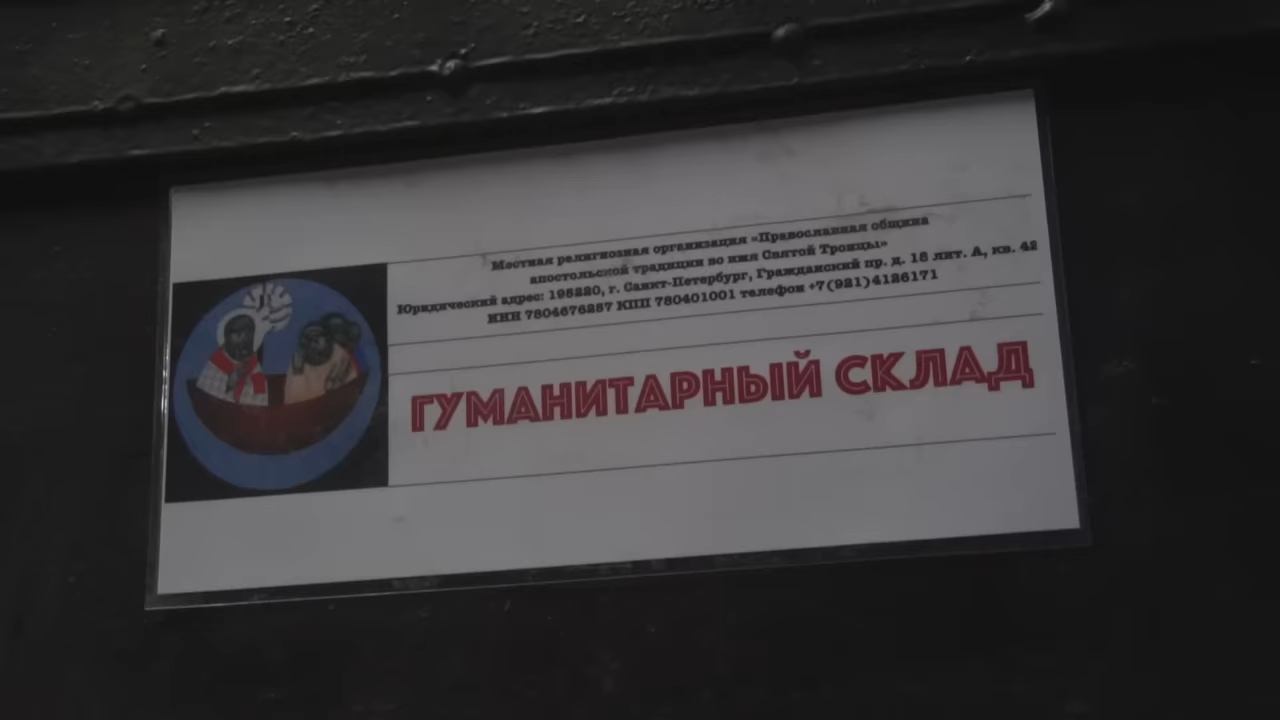 Местная религиозная организация «Православная община
апостольской традиции во имя Святой Троицы»
Юридический адрес: 195220, г. Санкт-Петербург, Гражданский пр. д. 18 лит. А, кв. 42
ИНН 7804676287 КПП 780401001 телефон +7(921)4126171
ГУМАНИТАРНЫЙ СКЛАД